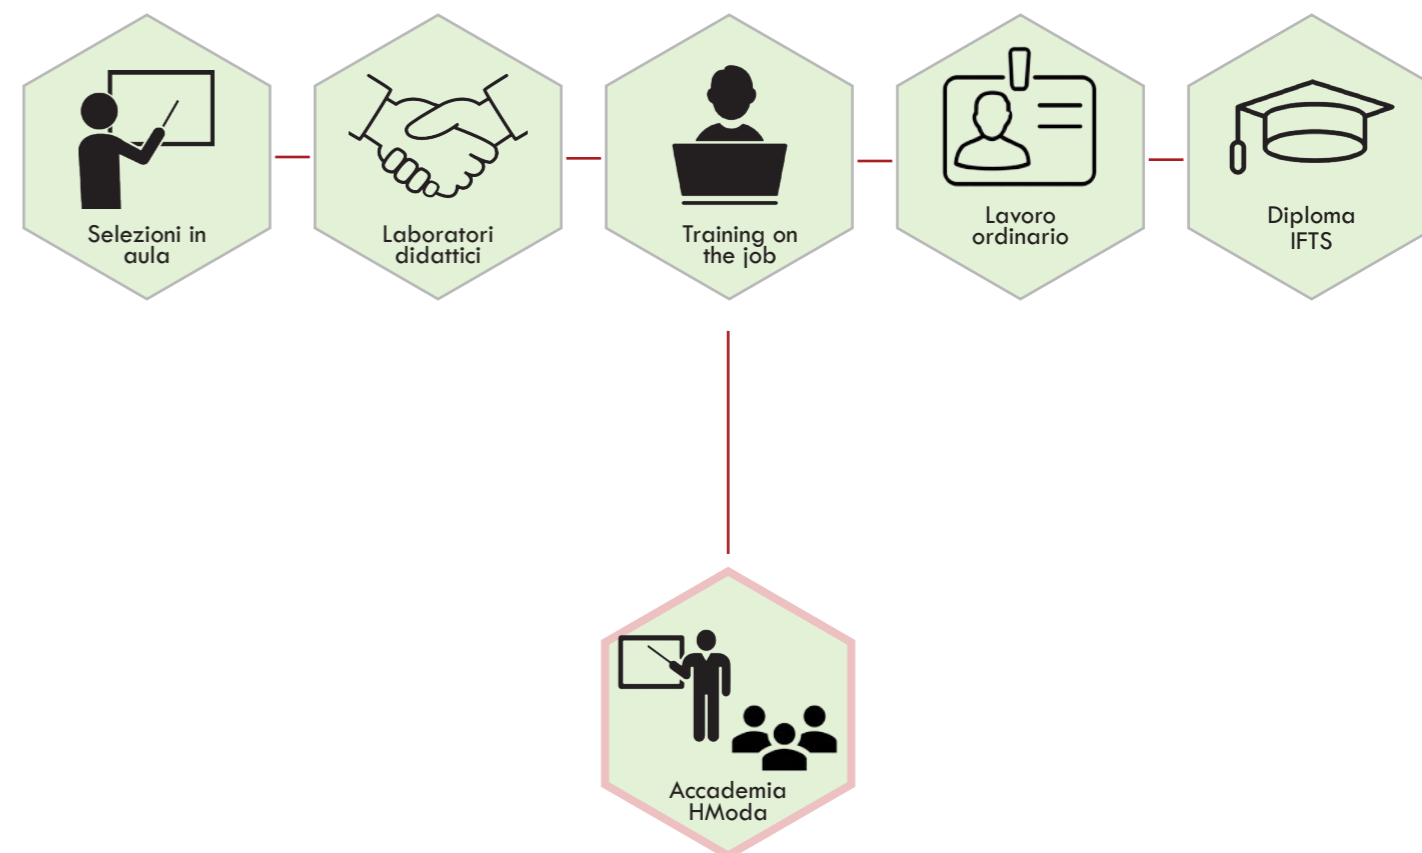 Selezioni in
aula
Laboratori
didattici
Training on
the job
Lavoro
ordinario
Diploma
IFTS
Accademia
HModa